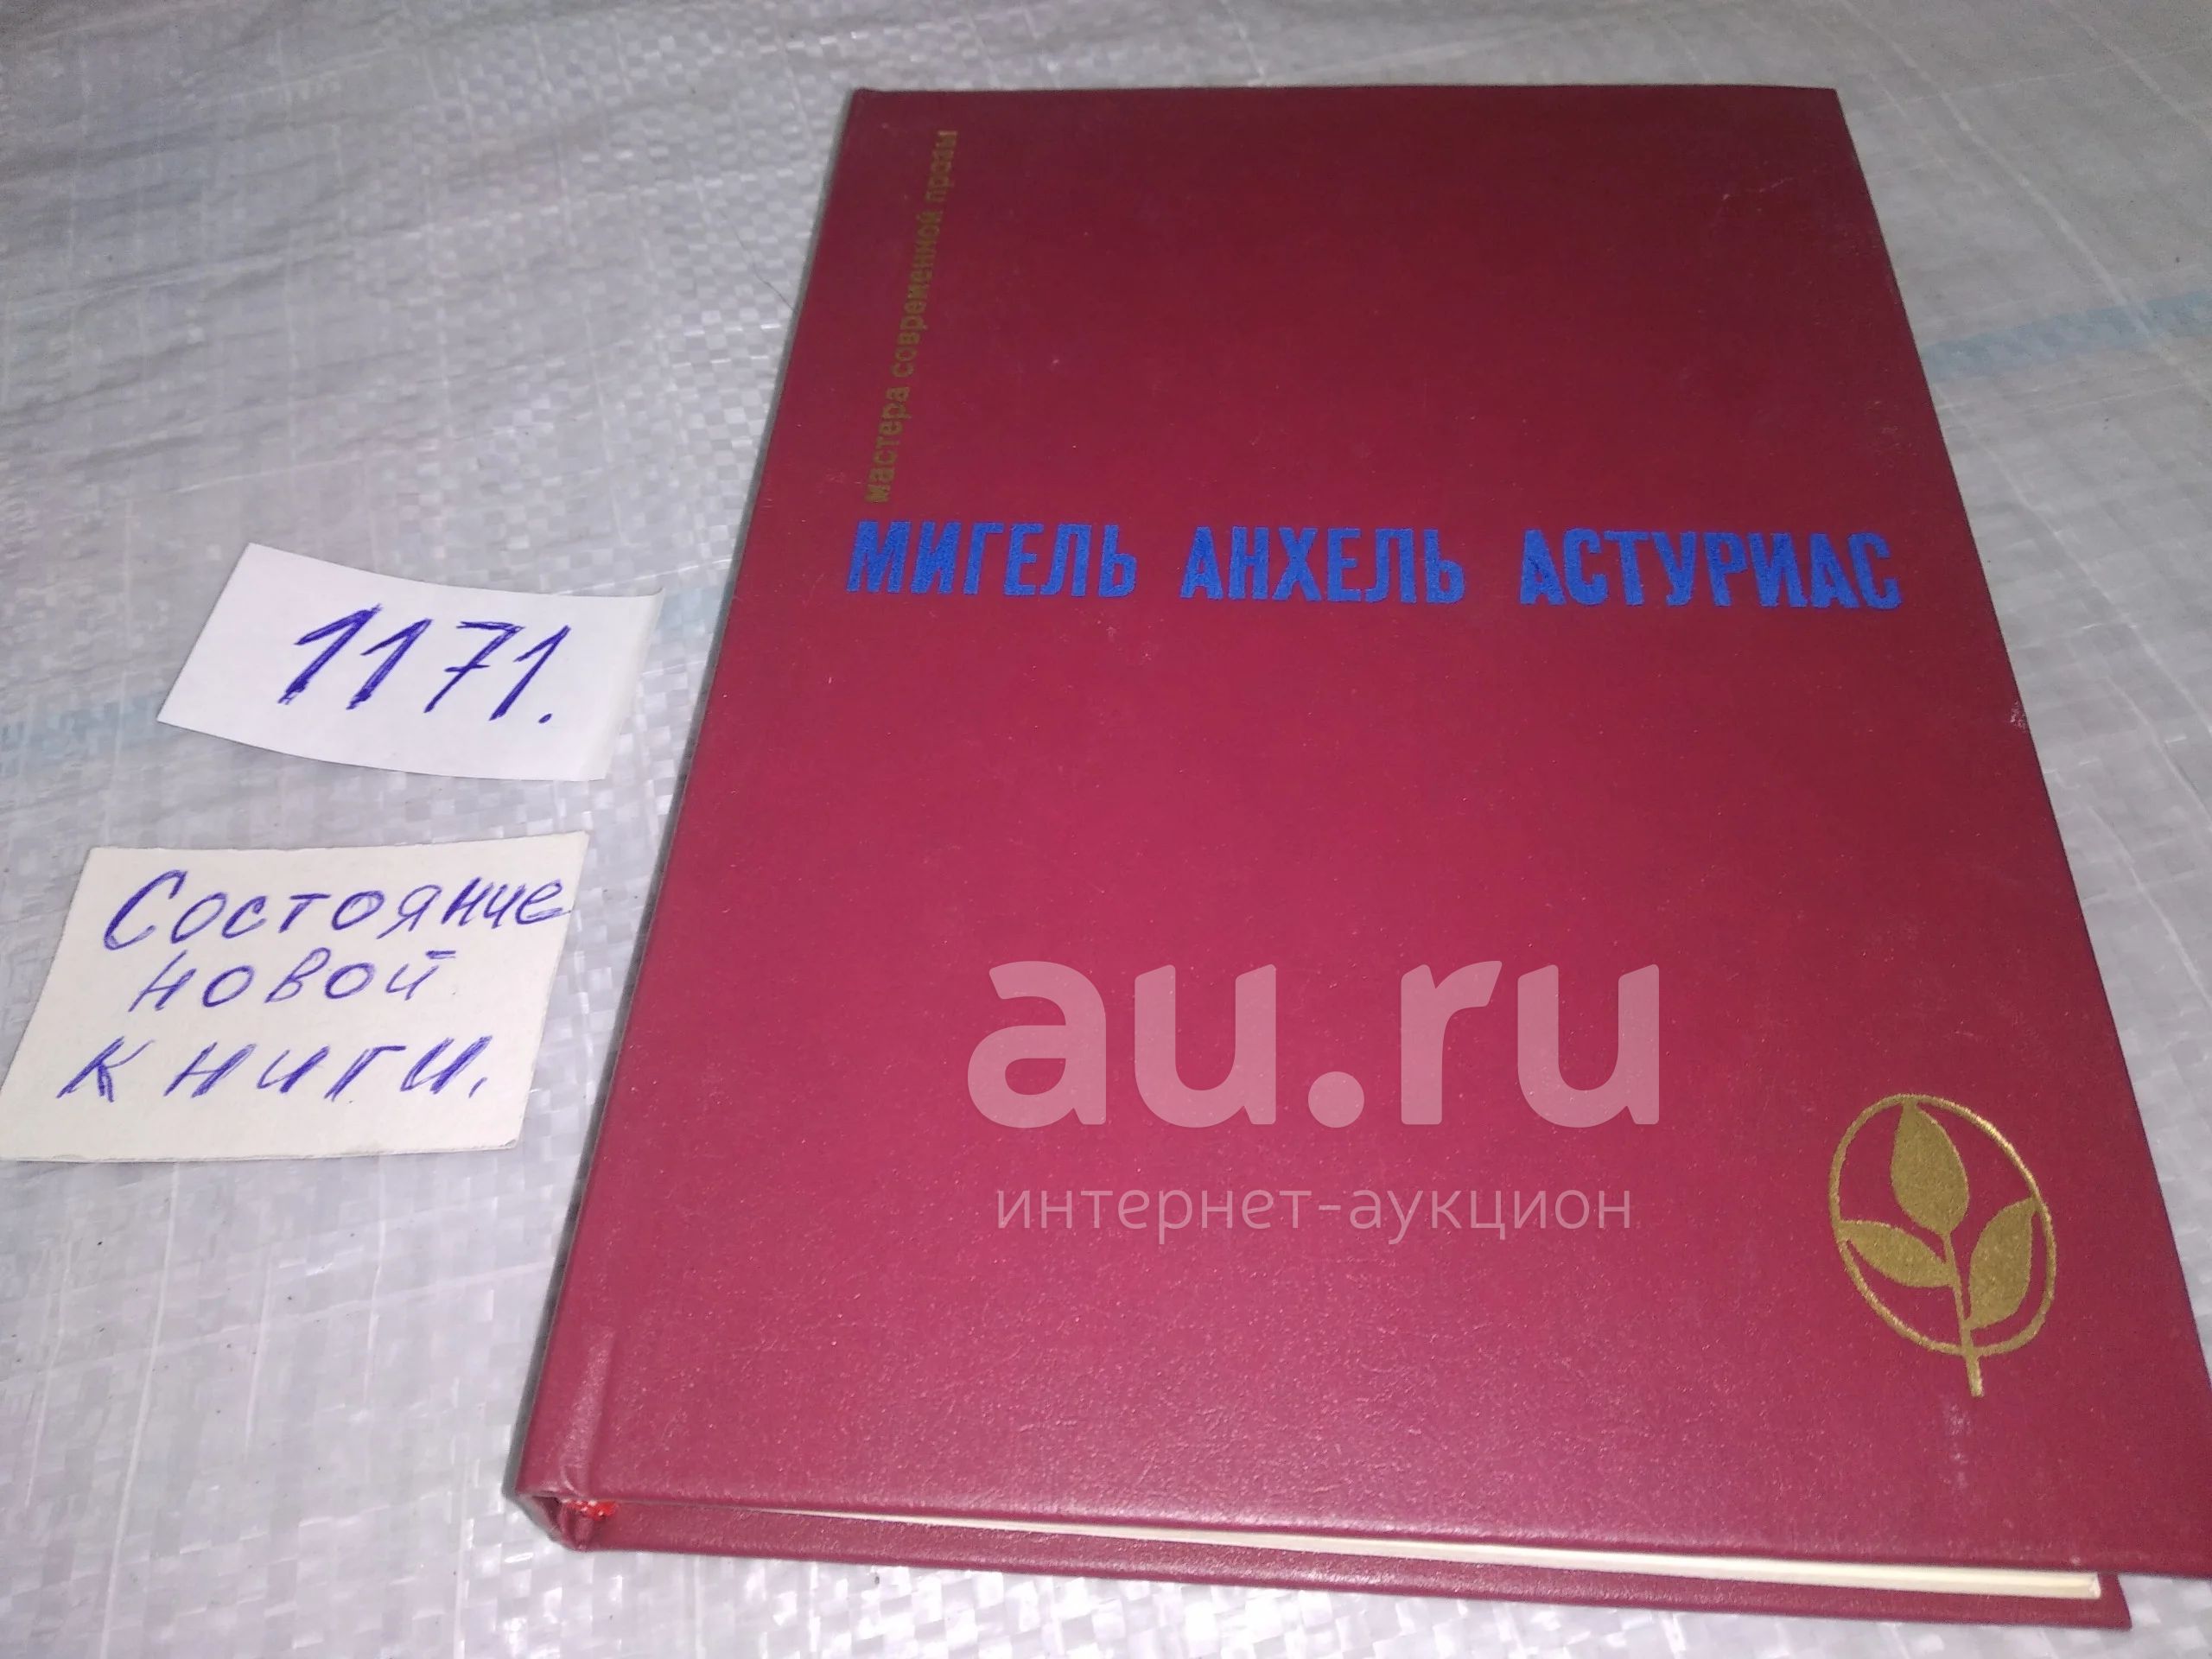 мастера современной прозы
МИГЕЛЬ АНХЕЛЬ АСТУРИАС
1171.
Состояние
новой
книги.
au.ru
интернет-аукцион